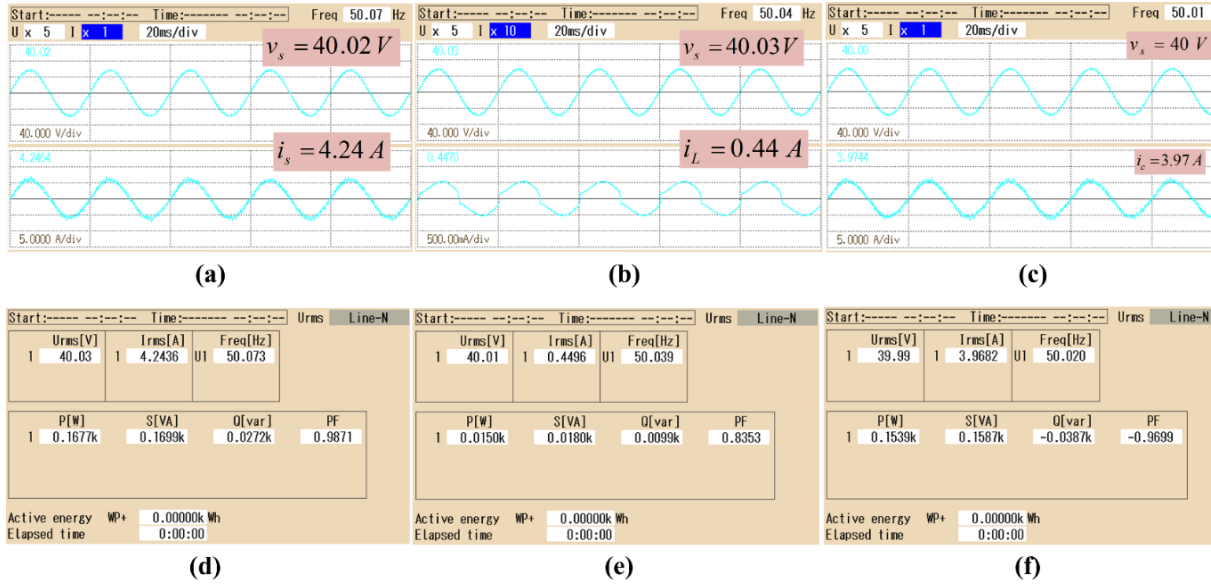 Start:----- --:--:-- Time:------- --:--:-- Freq 50.07 Hz
U x 5 I x 1 20ms/div
40.02
v_s = 40.02 V
40.000 V/div
4.2464
i_s = 4.24 A
5.0000 A/div
(a)
Start:----- --:--:-- Time:------- --:--:-- Freq 50.04 Hz
U x 5 I x 10 20ms/div
40.03
v_s = 40.03 V
40.000 V/div
0.4470
i_L = 0.44 A
500.00mA/div
(b)
Start:----- --:--:-- Time:------- --:--:-- Freq 50.01
U x 5 I x 1 20ms/div
40.00
v_s = 40 V
40.000 V/div
3.9744
i_c = 3.97 A
5.0000 A/div
(c)
Start:----- --:--:-- Time:------- --:--:-- Urms Line-N
Urms[V] Irms[A] Freq[Hz]
1 40.03 1 4.2436 U1 50.073
P[W] S[VA] Q[var] PF
1 0.1677k 0.1699k 0.0272k 0.9871
Active energy WP+ 0.00000k Wh
Elapsed time 0:00:00
(d)
Start:----- --:--:-- Time:------- --:--:-- Urms Line-N
Urms[V] Irms[A] Freq[Hz]
1 40.01 1 0.4496 U1 50.039
P[W] S[VA] Q[var] PF
1 0.0150k 0.0180k 0.0099k 0.8353
Active energy WP+ 0.00000k Wh
Elapsed time 0:00:00
(e)
Start:----- --:--:-- Time:------- --:--:-- Urms Line-N
Urms[V] Irms[A] Freq[Hz]
1 39.99 1 3.9682 U1 50.020
P[W] S[VA] Q[var] PF
1 0.1539k 0.1587k -0.0387k -0.9699
Active energy WP+ 0.00000k Wh
Elapsed time 0:00:00
(f)